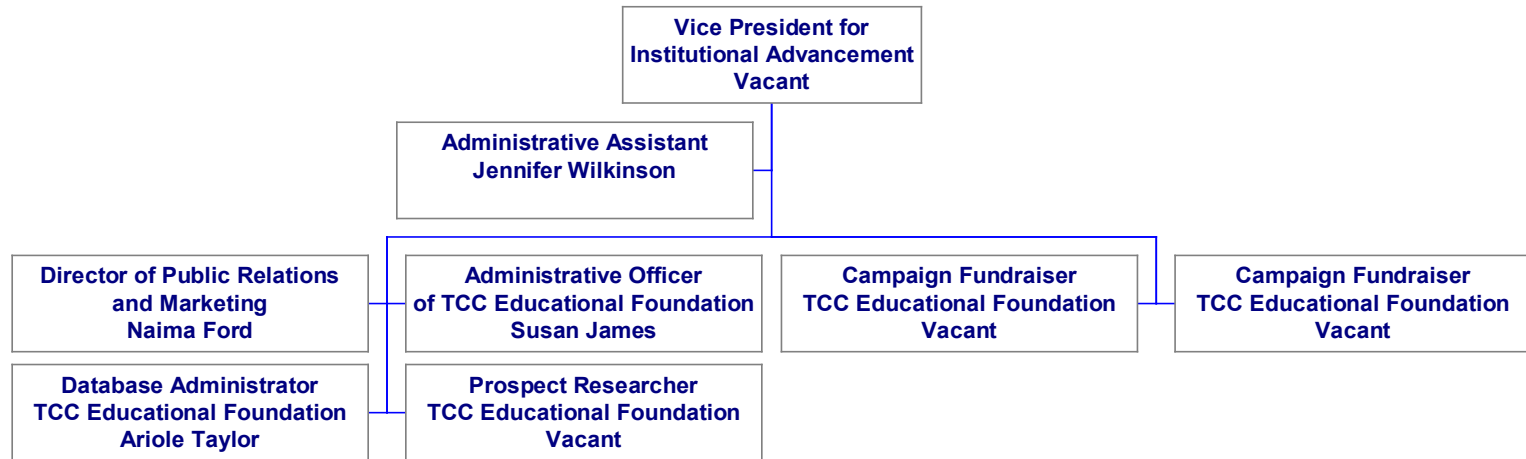 Vice President for
Institutional Advancement
Vacant
Administrative Assistant
Jennifer Wilkinson
Director of Public Relations
and Marketing
Naima Ford
Administrative Officer
of TCC Educational Foundation
Susan James
Campaign Fundraiser
TCC Educational Foundation
Vacant
Campaign Fundraiser
TCC Educational Foundation
Vacant
Database Administrator
TCC Educational Foundation
Ariole Taylor
Prospect Researcher
TCC Educational Foundation
Vacant